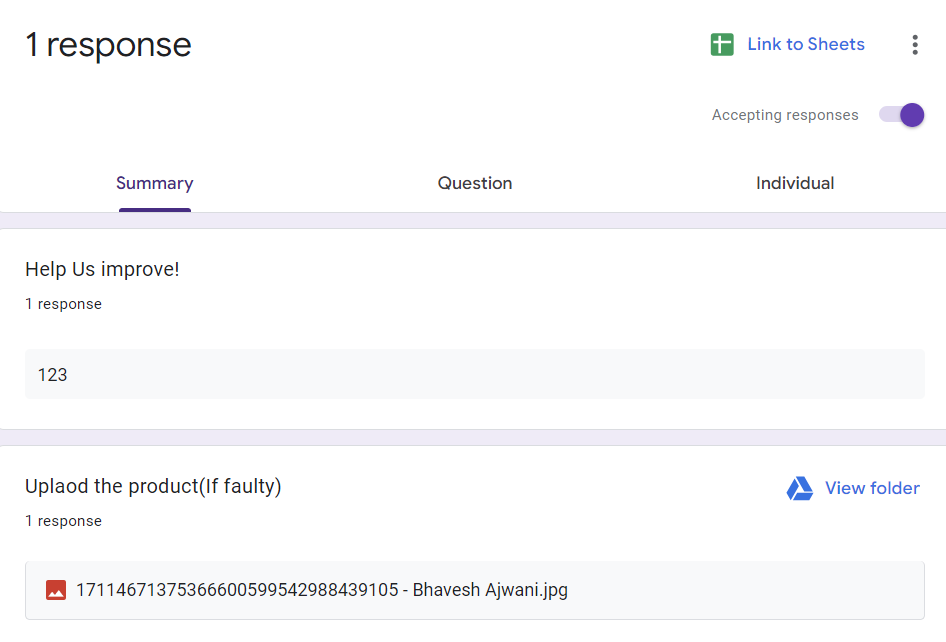 1 response
Link to Sheets
Accepting responses
Summary Question Individual
Help Us improve!
1 response
123
Uplaod the product(If faulty)
View folder
1 response
17114671375366600599542988439105 - Bhavesh Ajwani.jpg